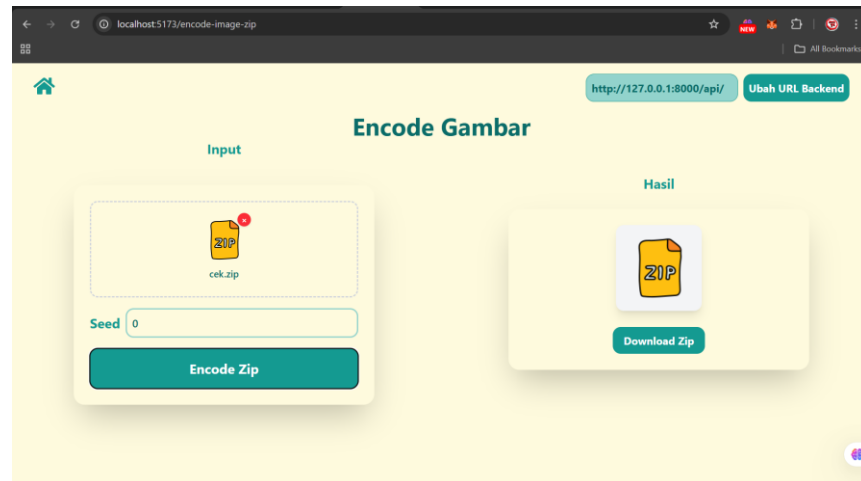 localhost:5173/encode-image-zip
NEW
All Bookmarks
http://127.0.0.1:8000/api/
Ubah URL Backend
Encode Gambar
Input
Hasil
ZIP
cek.zip
ZIP
Seed
0
Download Zip
Encode Zip